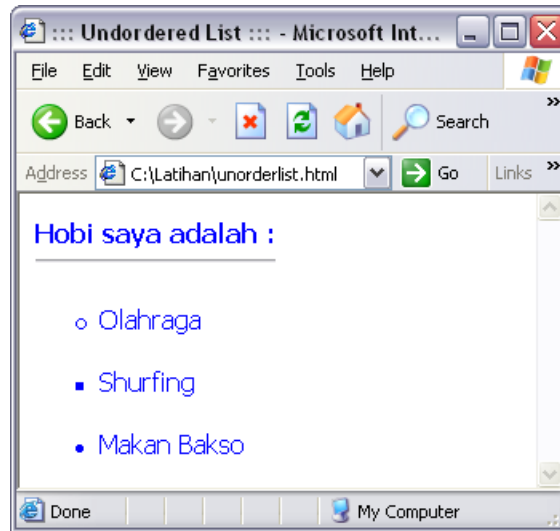 ::: Undordered List ::: - Microsoft Int...
File Edit View Favorites Tools Help
Back Search »
Address C:\Latihan\unorderlist.html Go Links »
Hobi saya adalah :
Olahraga
Shurfing
Makan Bakso
Done My Computer